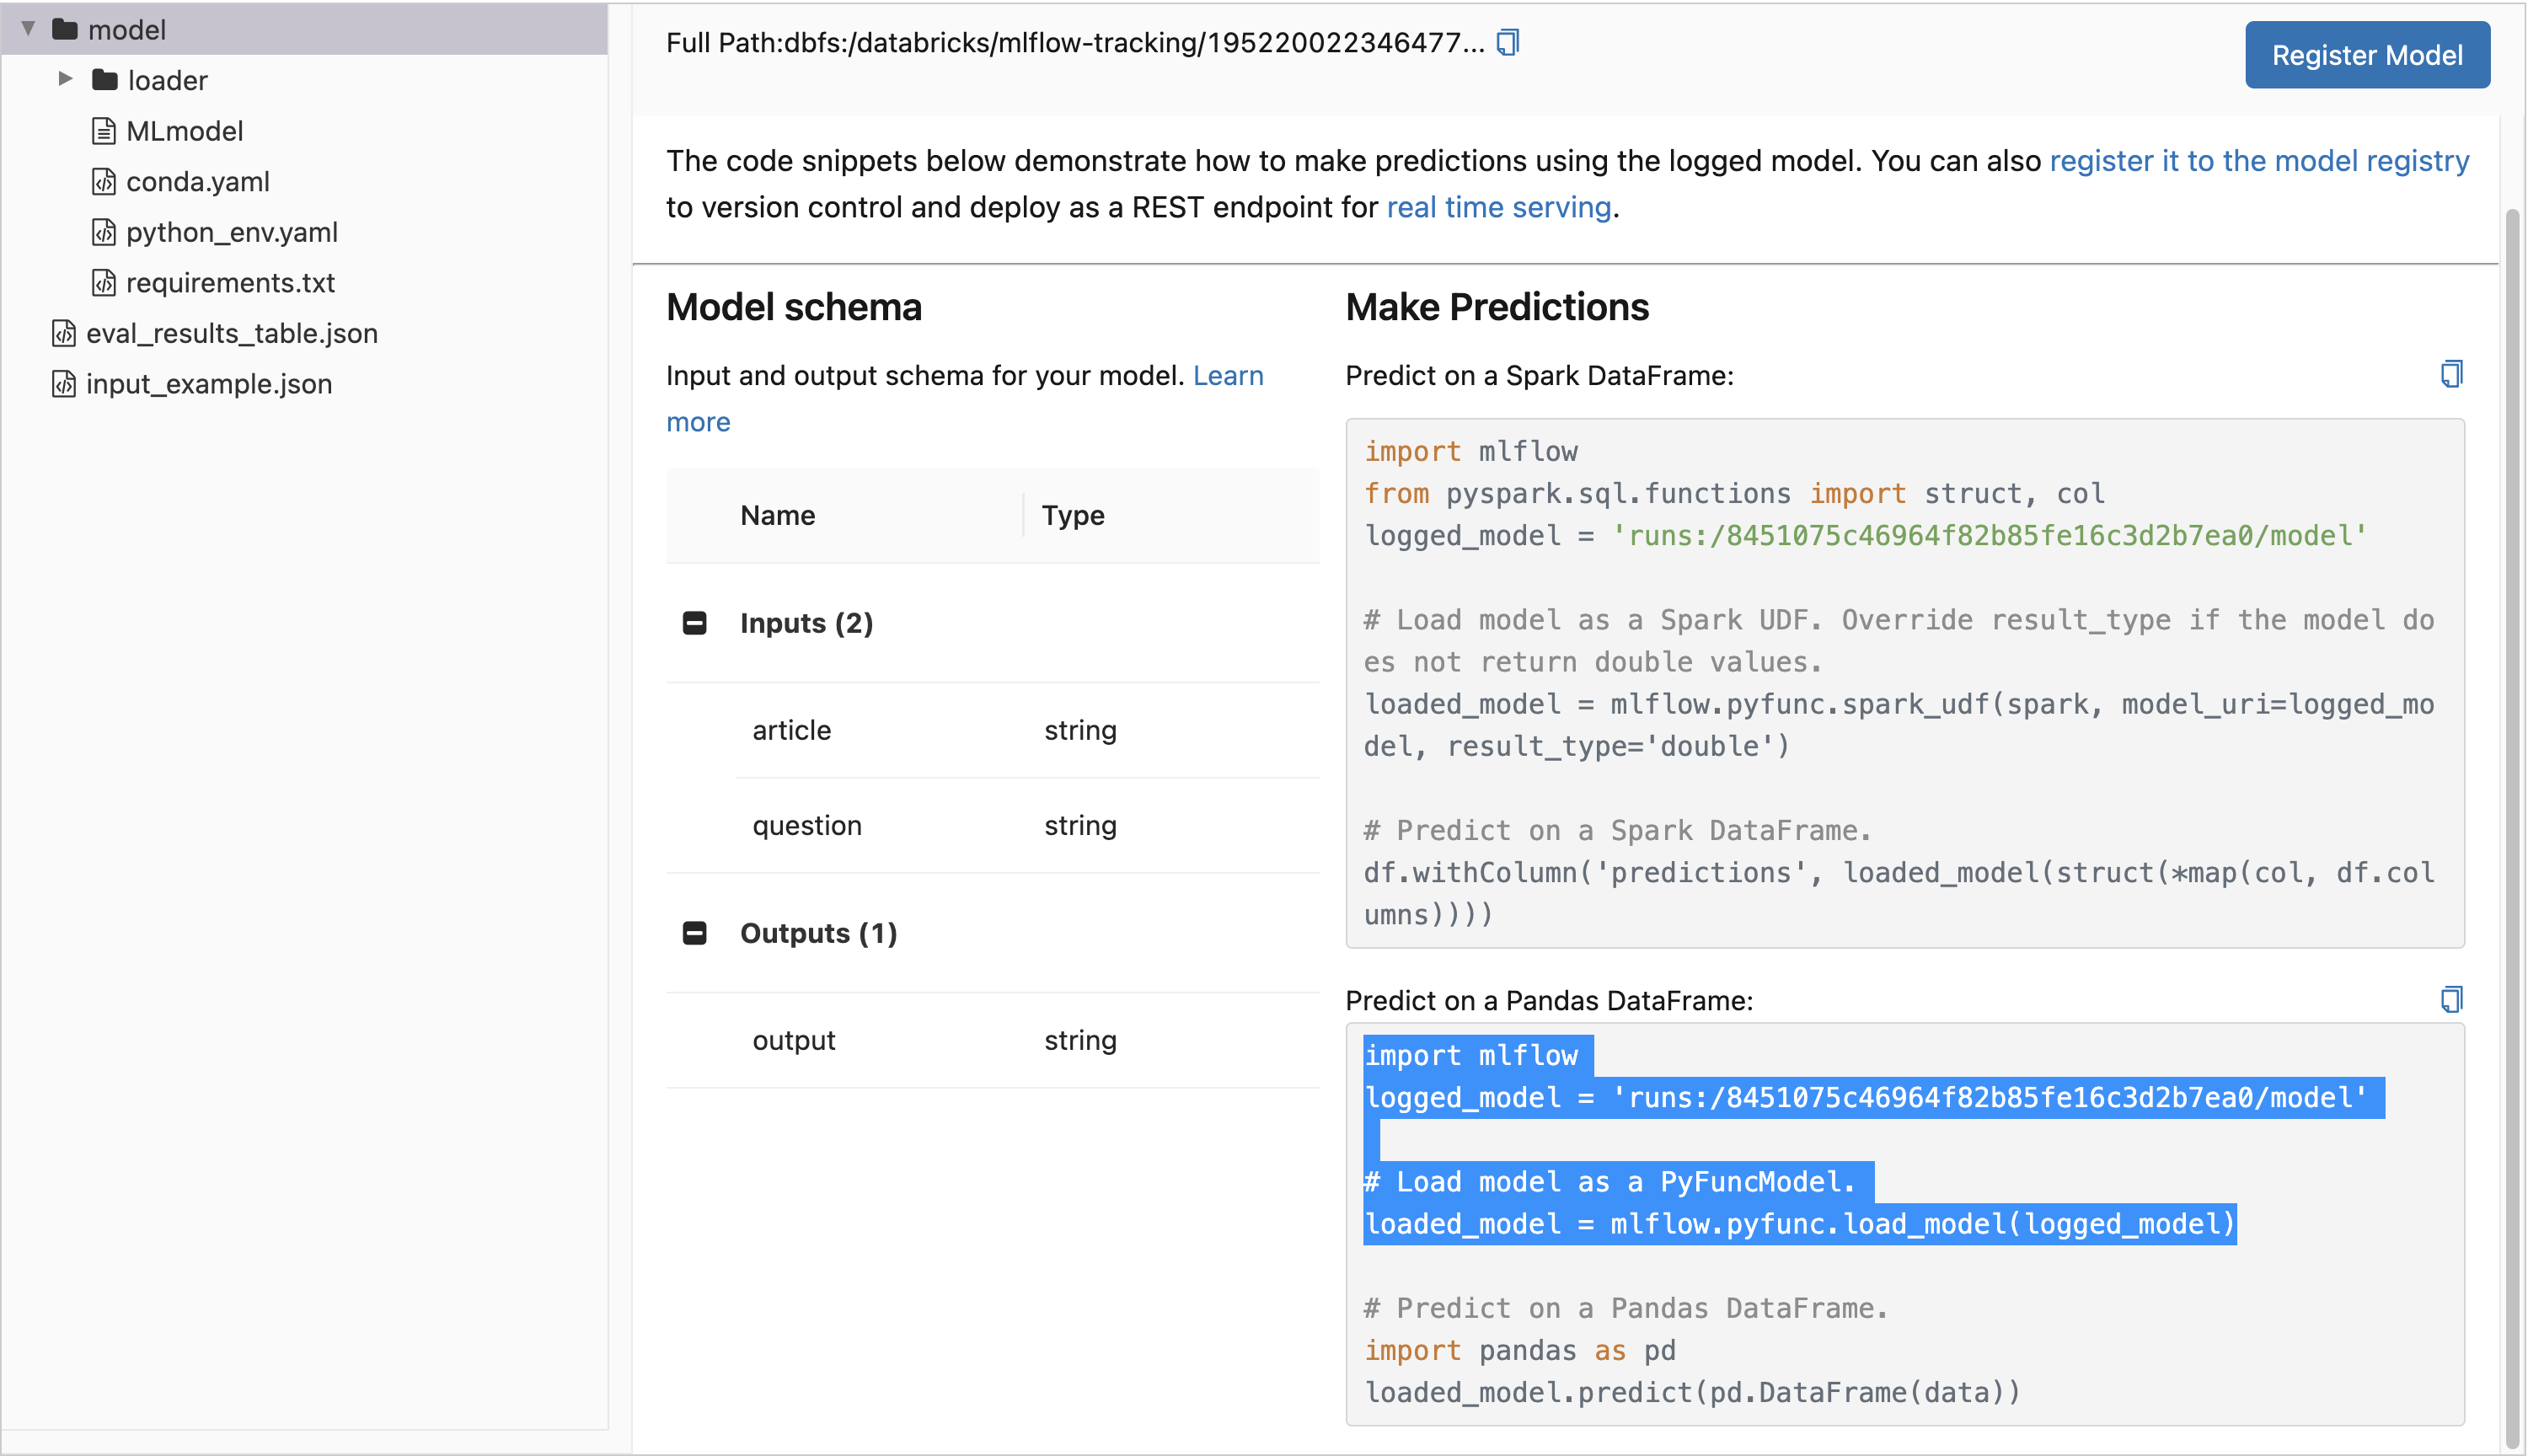 model
loader
MLmodel
conda.yaml
python_env.yaml
requirements.txt
eval_results_table.json
input_example.json
Full Path:dbfs:/databricks/mlflow-tracking/195220022346477...
Register Model
The code snippets below demonstrate how to make predictions using the logged model. You can also register it to the model registry
to version control and deploy as a REST endpoint for real time serving.
Model schema
Input and output schema for your model. Learn
more
Name Type
Inputs (2)
article string
question string
Outputs (1)
output string
Make Predictions
Predict on a Spark DataFrame:
import mlflow
from pyspark.sql.functions import struct, col
logged_model = 'runs:/8451075c46964f82b85fe16c3d2b7ea0/model'
# Load model as a Spark UDF. Override result_type if the model do
es not return double values.
loaded_model = mlflow.pyfunc.spark_udf(spark, model_uri=logged_mo
del, result_type='double')
# Predict on a Spark DataFrame.
df.withColumn('predictions', loaded_model(struct(*map(col, df.col
umns))))
Predict on a Pandas DataFrame:
import mlflow
logged_model = 'runs:/8451075c46964f82b85fe16c3d2b7ea0/model'
# Load model as a PyFuncModel.
loaded_model = mlflow.pyfunc.load_model(logged_model)
# Predict on a Pandas DataFrame.
import pandas as pd
loaded_model.predict(pd.DataFrame(data))